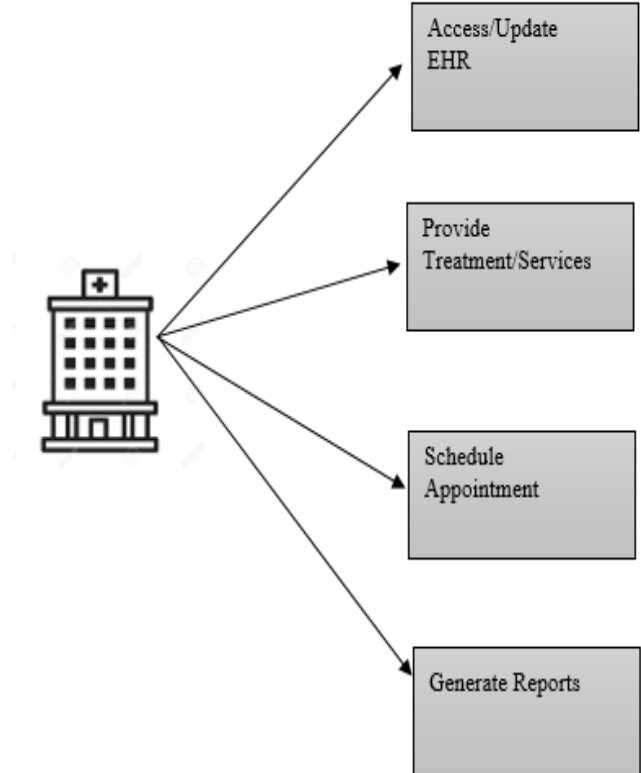 Access/Update
EHR
Provide
Treatment/Services
Schedule
Appointment
Generate Reports